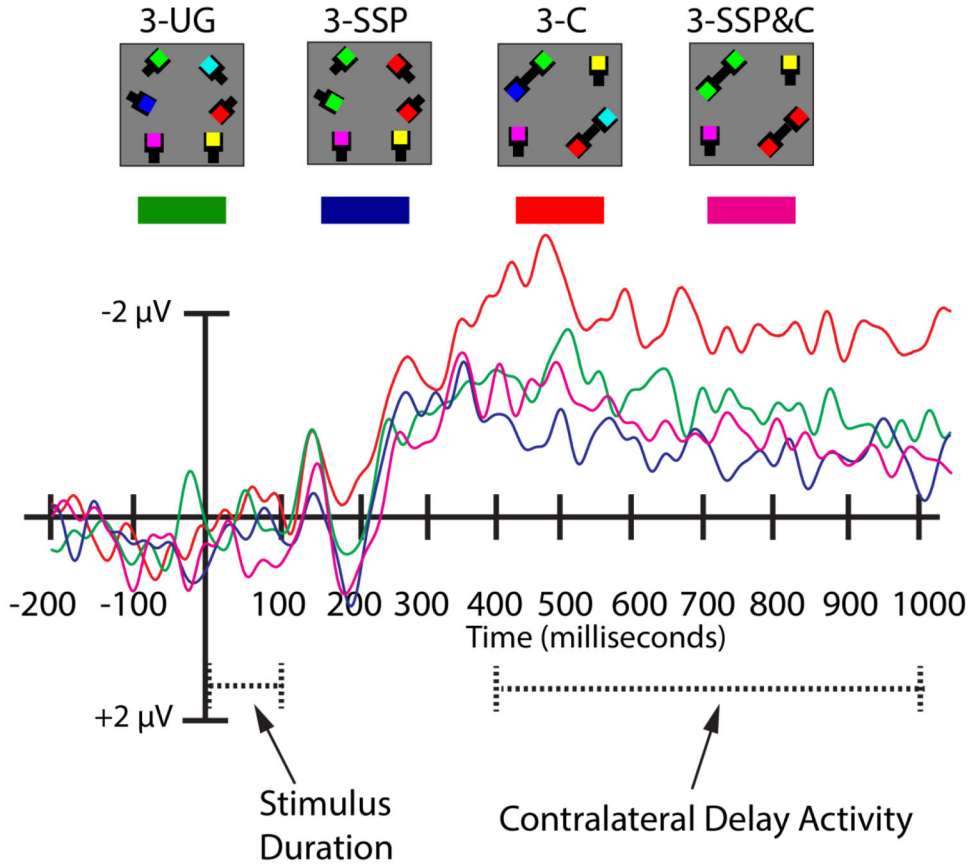 3-UG 3-SSP 3-C 3-SSP&C
-2 μV
-200 -100 100 200 300 400 500 600 700 800 900 1000
Time (milliseconds)
+2 μV
Stimulus
Duration
Contralateral Delay Activity